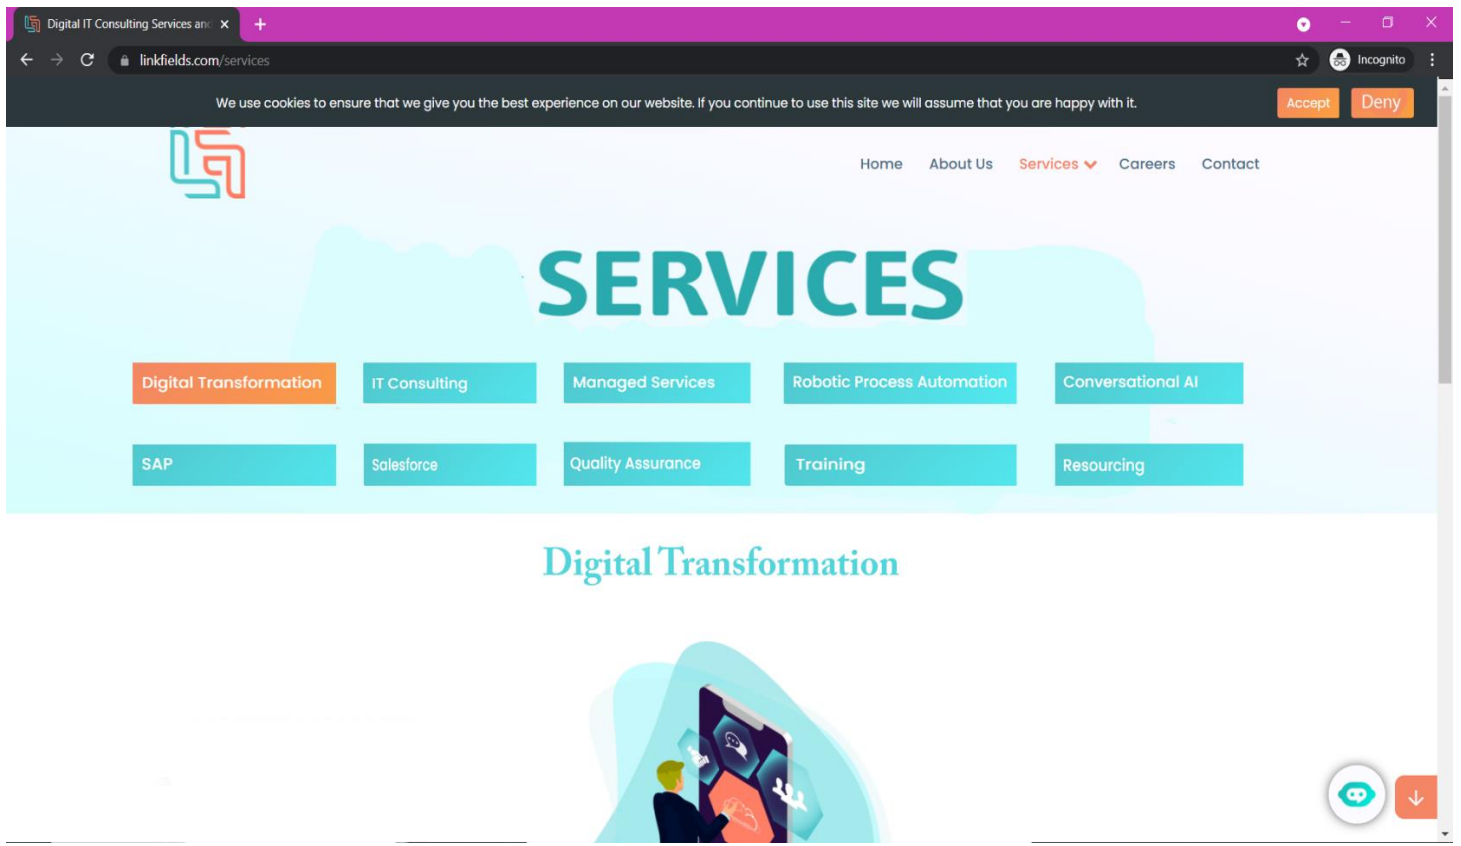 Digital IT Consulting Services and
linkfields.com/services
Incognito
We use cookies to ensure that we give you the best experience on our website. If you continue to use this site we will assume that you are happy with it.
Accept
Deny
Home
About Us
Services
Careers
Contact
SERVICES
Digital Transformation
IT Consulting
Managed Services
Robotic Process Automation
Conversational AI
SAP
Salesforce
Quality Assurance
Training
Resourcing
Digital Transformation